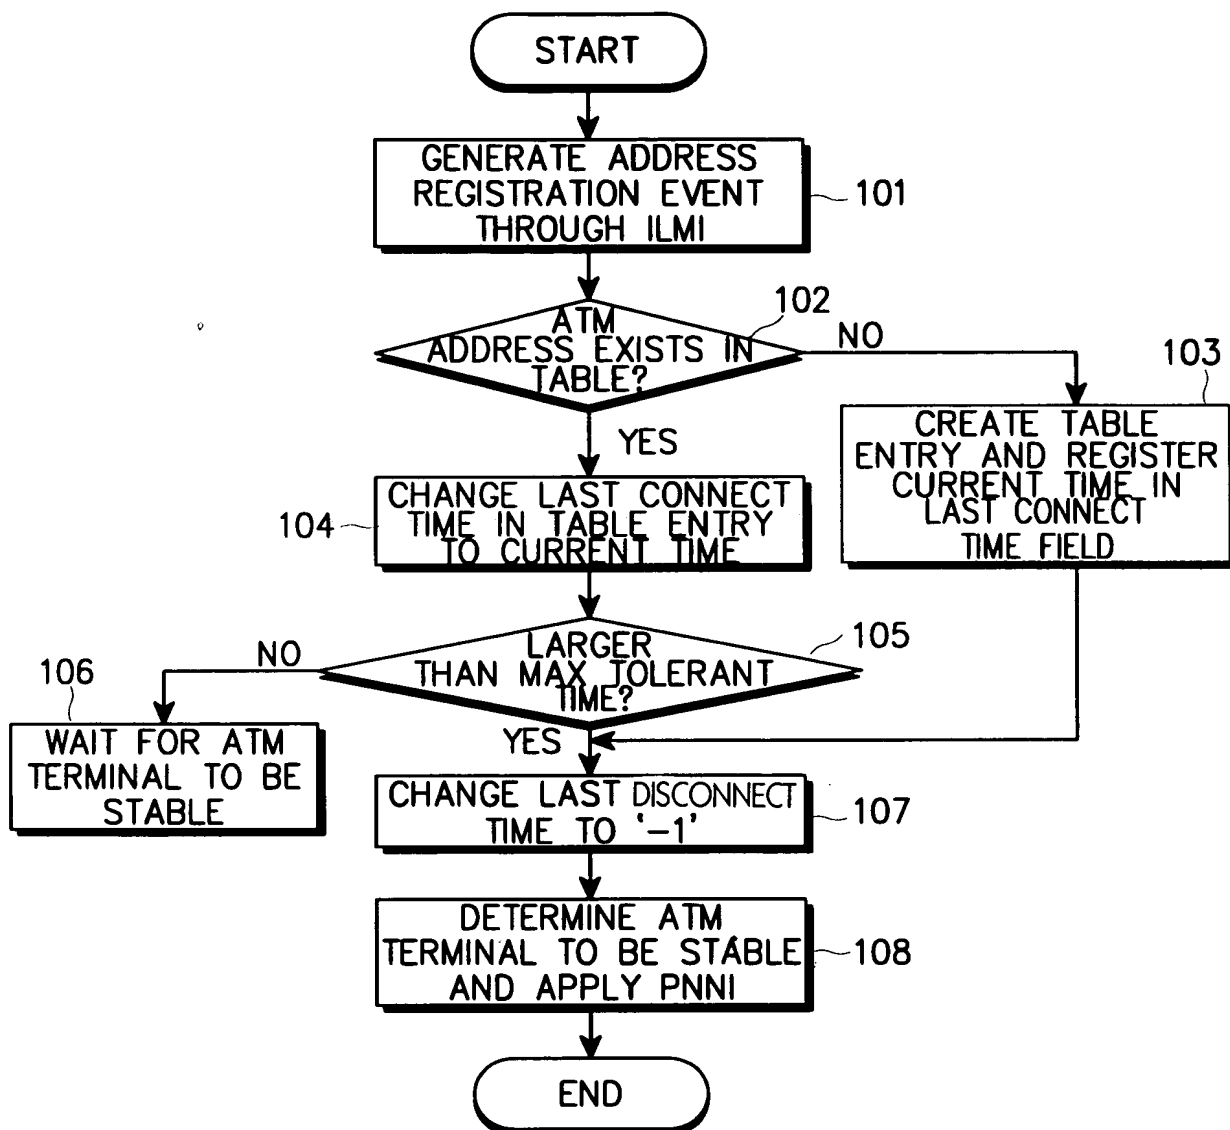 START
GENERATE ADDRESS
REGISTRATION EVENT
THROUGH ILMI
101
102
ATM
ADDRESS EXISTS IN
TABLE?
NO
103
CREATE TABLE
ENTRY AND REGISTER
CURRENT TIME IN
LAST CONNECT
TIME FIELD
YES
104
CHANGE LAST CONNECT
TIME IN TABLE ENTRY
TO CURRENT TIME
105
LARGER
THAN MAX TOLERANT
TIME?
NO
106
WAIT FOR ATM
TERMINAL TO BE
STABLE
YES
CHANGE LAST DISCONNECT
TIME TO ‘–1’
107
DETERMINE ATM
TERMINAL TO BE STABLE
AND APPLY PNNI
108
END